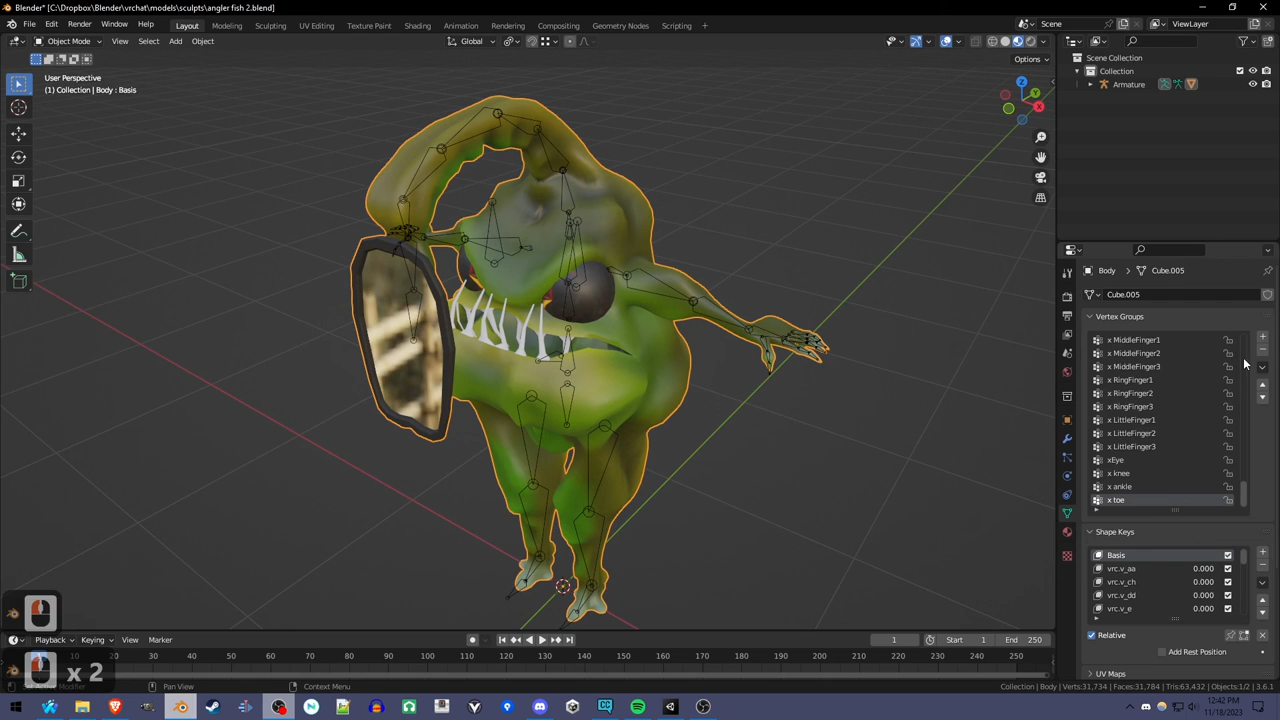 Blender* [C:\Dropbox\Blender\vrchat\models\sculpts\angler fish 2.blend]
File Edit Render Window Help Layout Modeling Sculpting UV Editing Texture Paint Shading Animation Rendering Compositing Geometry Nodes Scripting + Scene ViewLayer
Object Mode View Select Add Object Global
Options
User Perspective
(1) Collection | Body : Basis
Scene Collection
Collection
Armature
Body Cube.005
Cube.005
Vertex Groups
x MiddleFinger1
x MiddleFinger2
x MiddleFinger3
x RingFinger1
x RingFinger2
x RingFinger3
x LittleFinger1
x LittleFinger2
x LittleFinger3
xEye
x knee
x ankle
x toe
Shape Keys
Basis
vrc.v_aa 0.000
vrc.v_ch 0.000
vrc.v_dd 0.000
vrc.v_e 0.000
Relative
Add Rest Position
UV Maps
X Y Z
Playback Keying View Marker 1 Start 1 End 250
10 20 30 40 50 60 70 80 90 100 110 120 130 140 150 160 170 180 190 200 210 220 230 240 250
x 2
Pan View Context Menu Collection | Body | Verts:31,734 | Faces:31,784 | Tris:63,432 | Objects:1/2 | 3.6.1
12:42 PM
11/18/2023